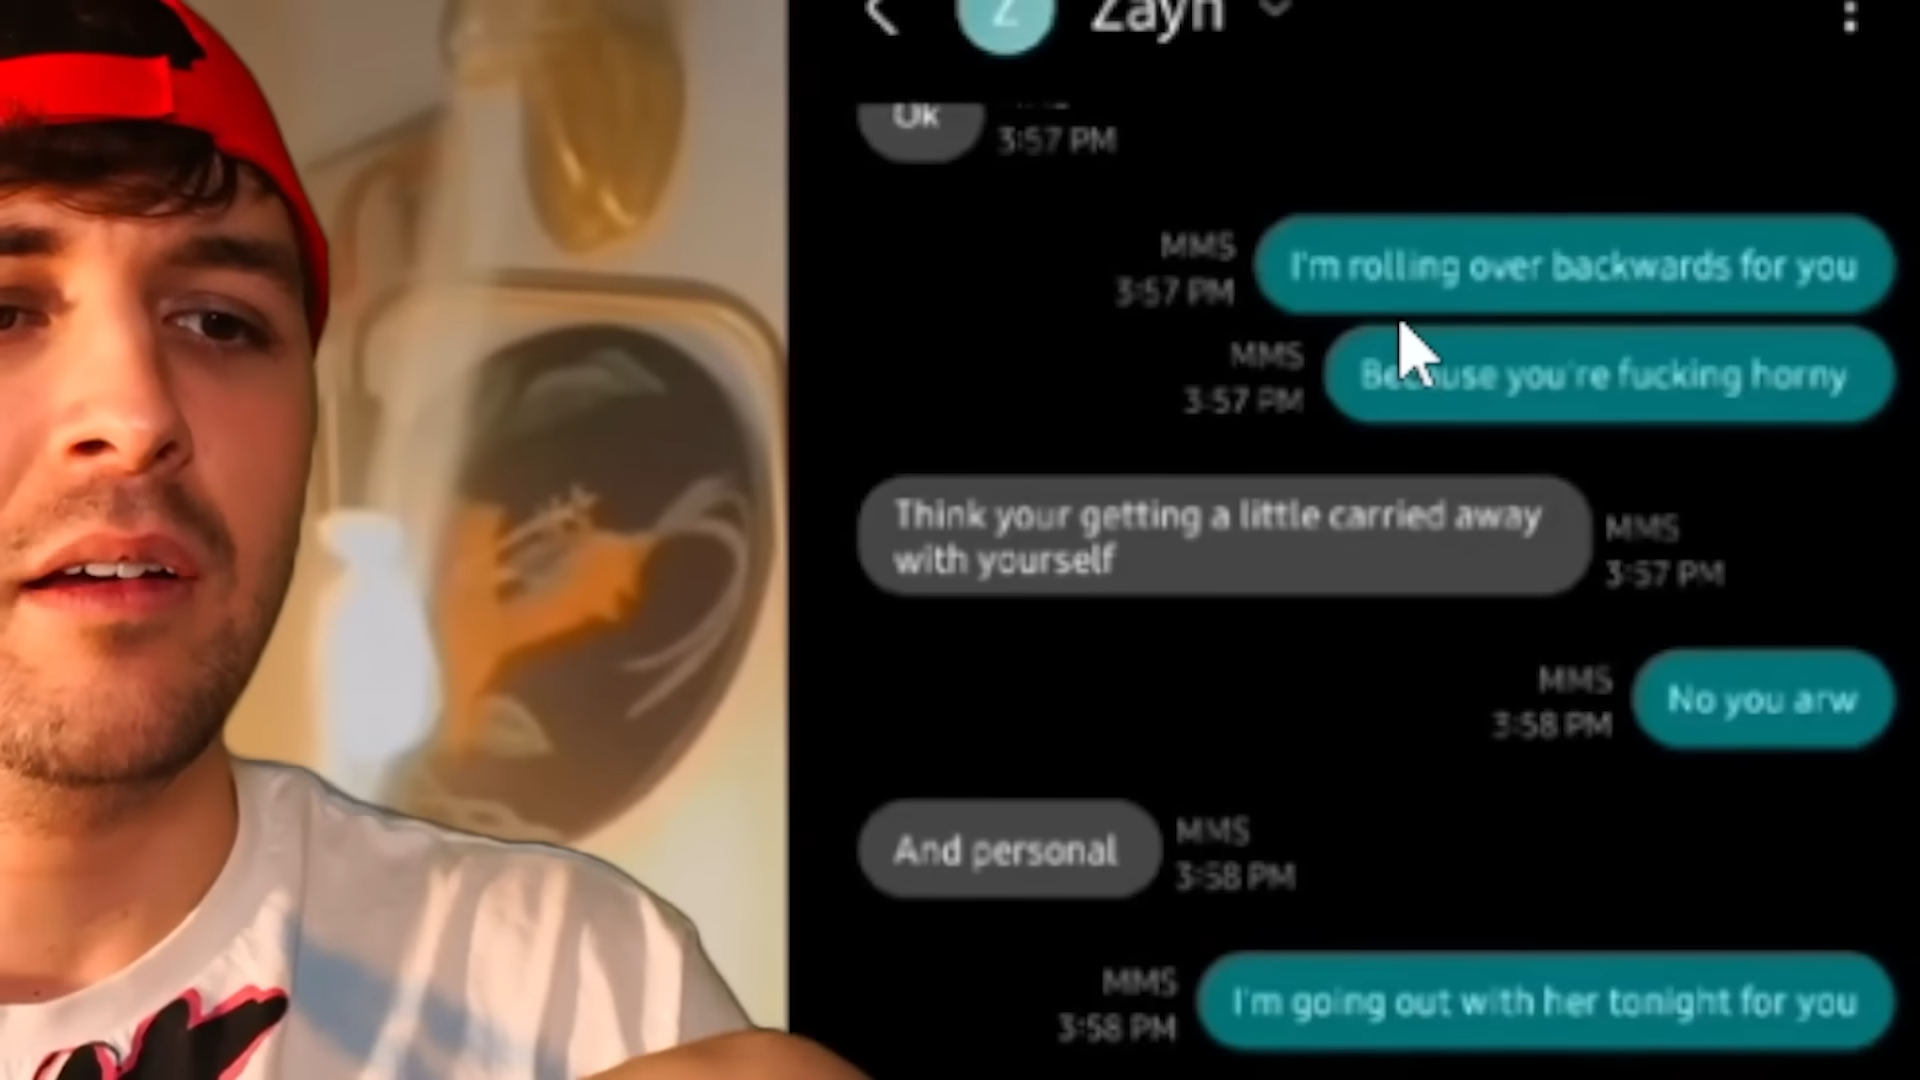 Zayn
Ok
3:57 PM
MMS
3:57 PM
I'm rolling over backwards for you
MMS
3:57 PM
Because you're fucking horny
Think your getting a little carried away
with yourself
MMS
3:57 PM
MMS
3:58 PM
No you arw
And personal
MMS
3:58 PM
MMS
3:58 PM
I'm going out with her tonight for you